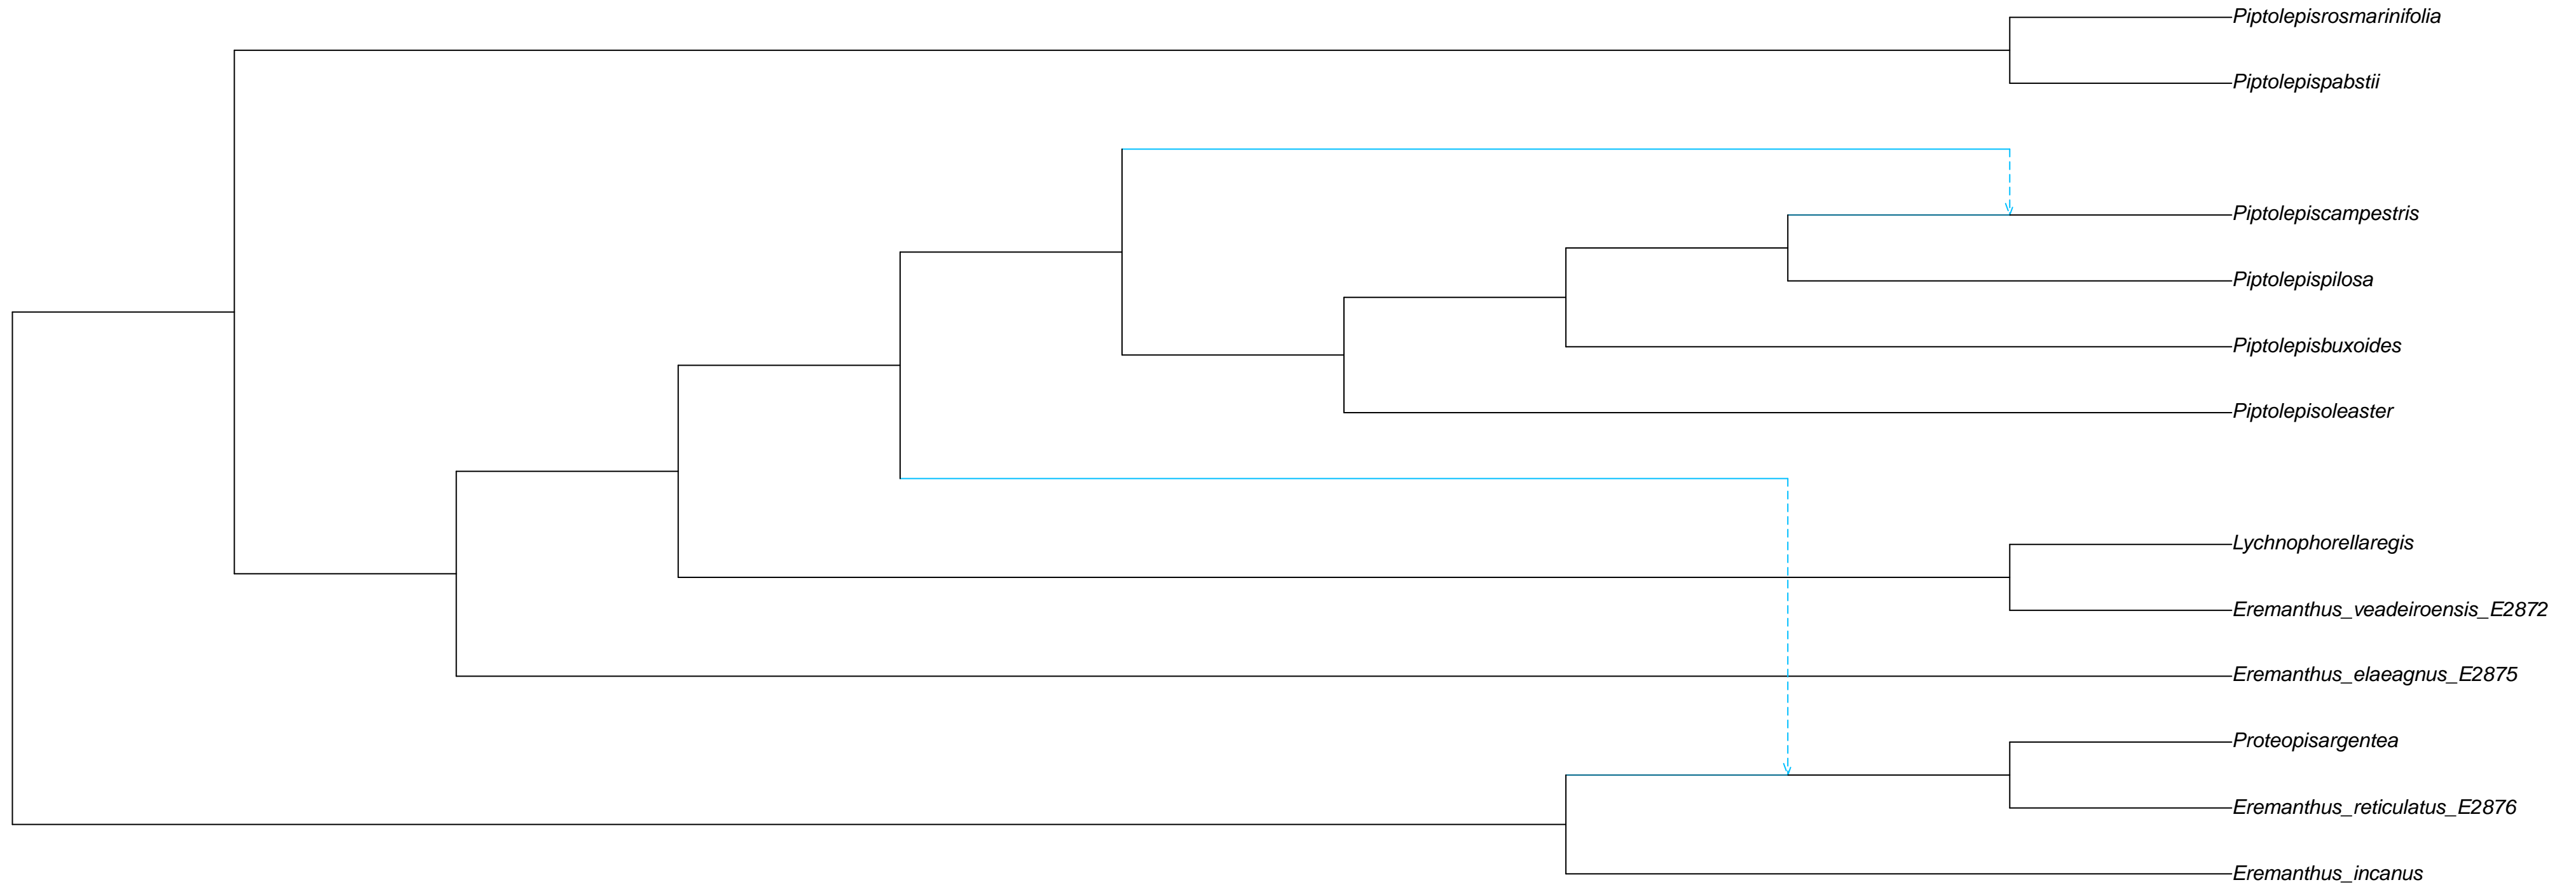 Piptolepisrosmarinifolia
Piptolepispabstii
Piptolepiscampestris
Piptolepispilosa
Piptolepisbuxoides
Piptolepisoleaster
Lychnophorellaregis
Eremanthus_veadeiroensis_E2872
Eremanthus_elaeagnus_E2875
Proteopisargentea
Eremanthus_reticulatus_E2876
Eremanthus_incanus